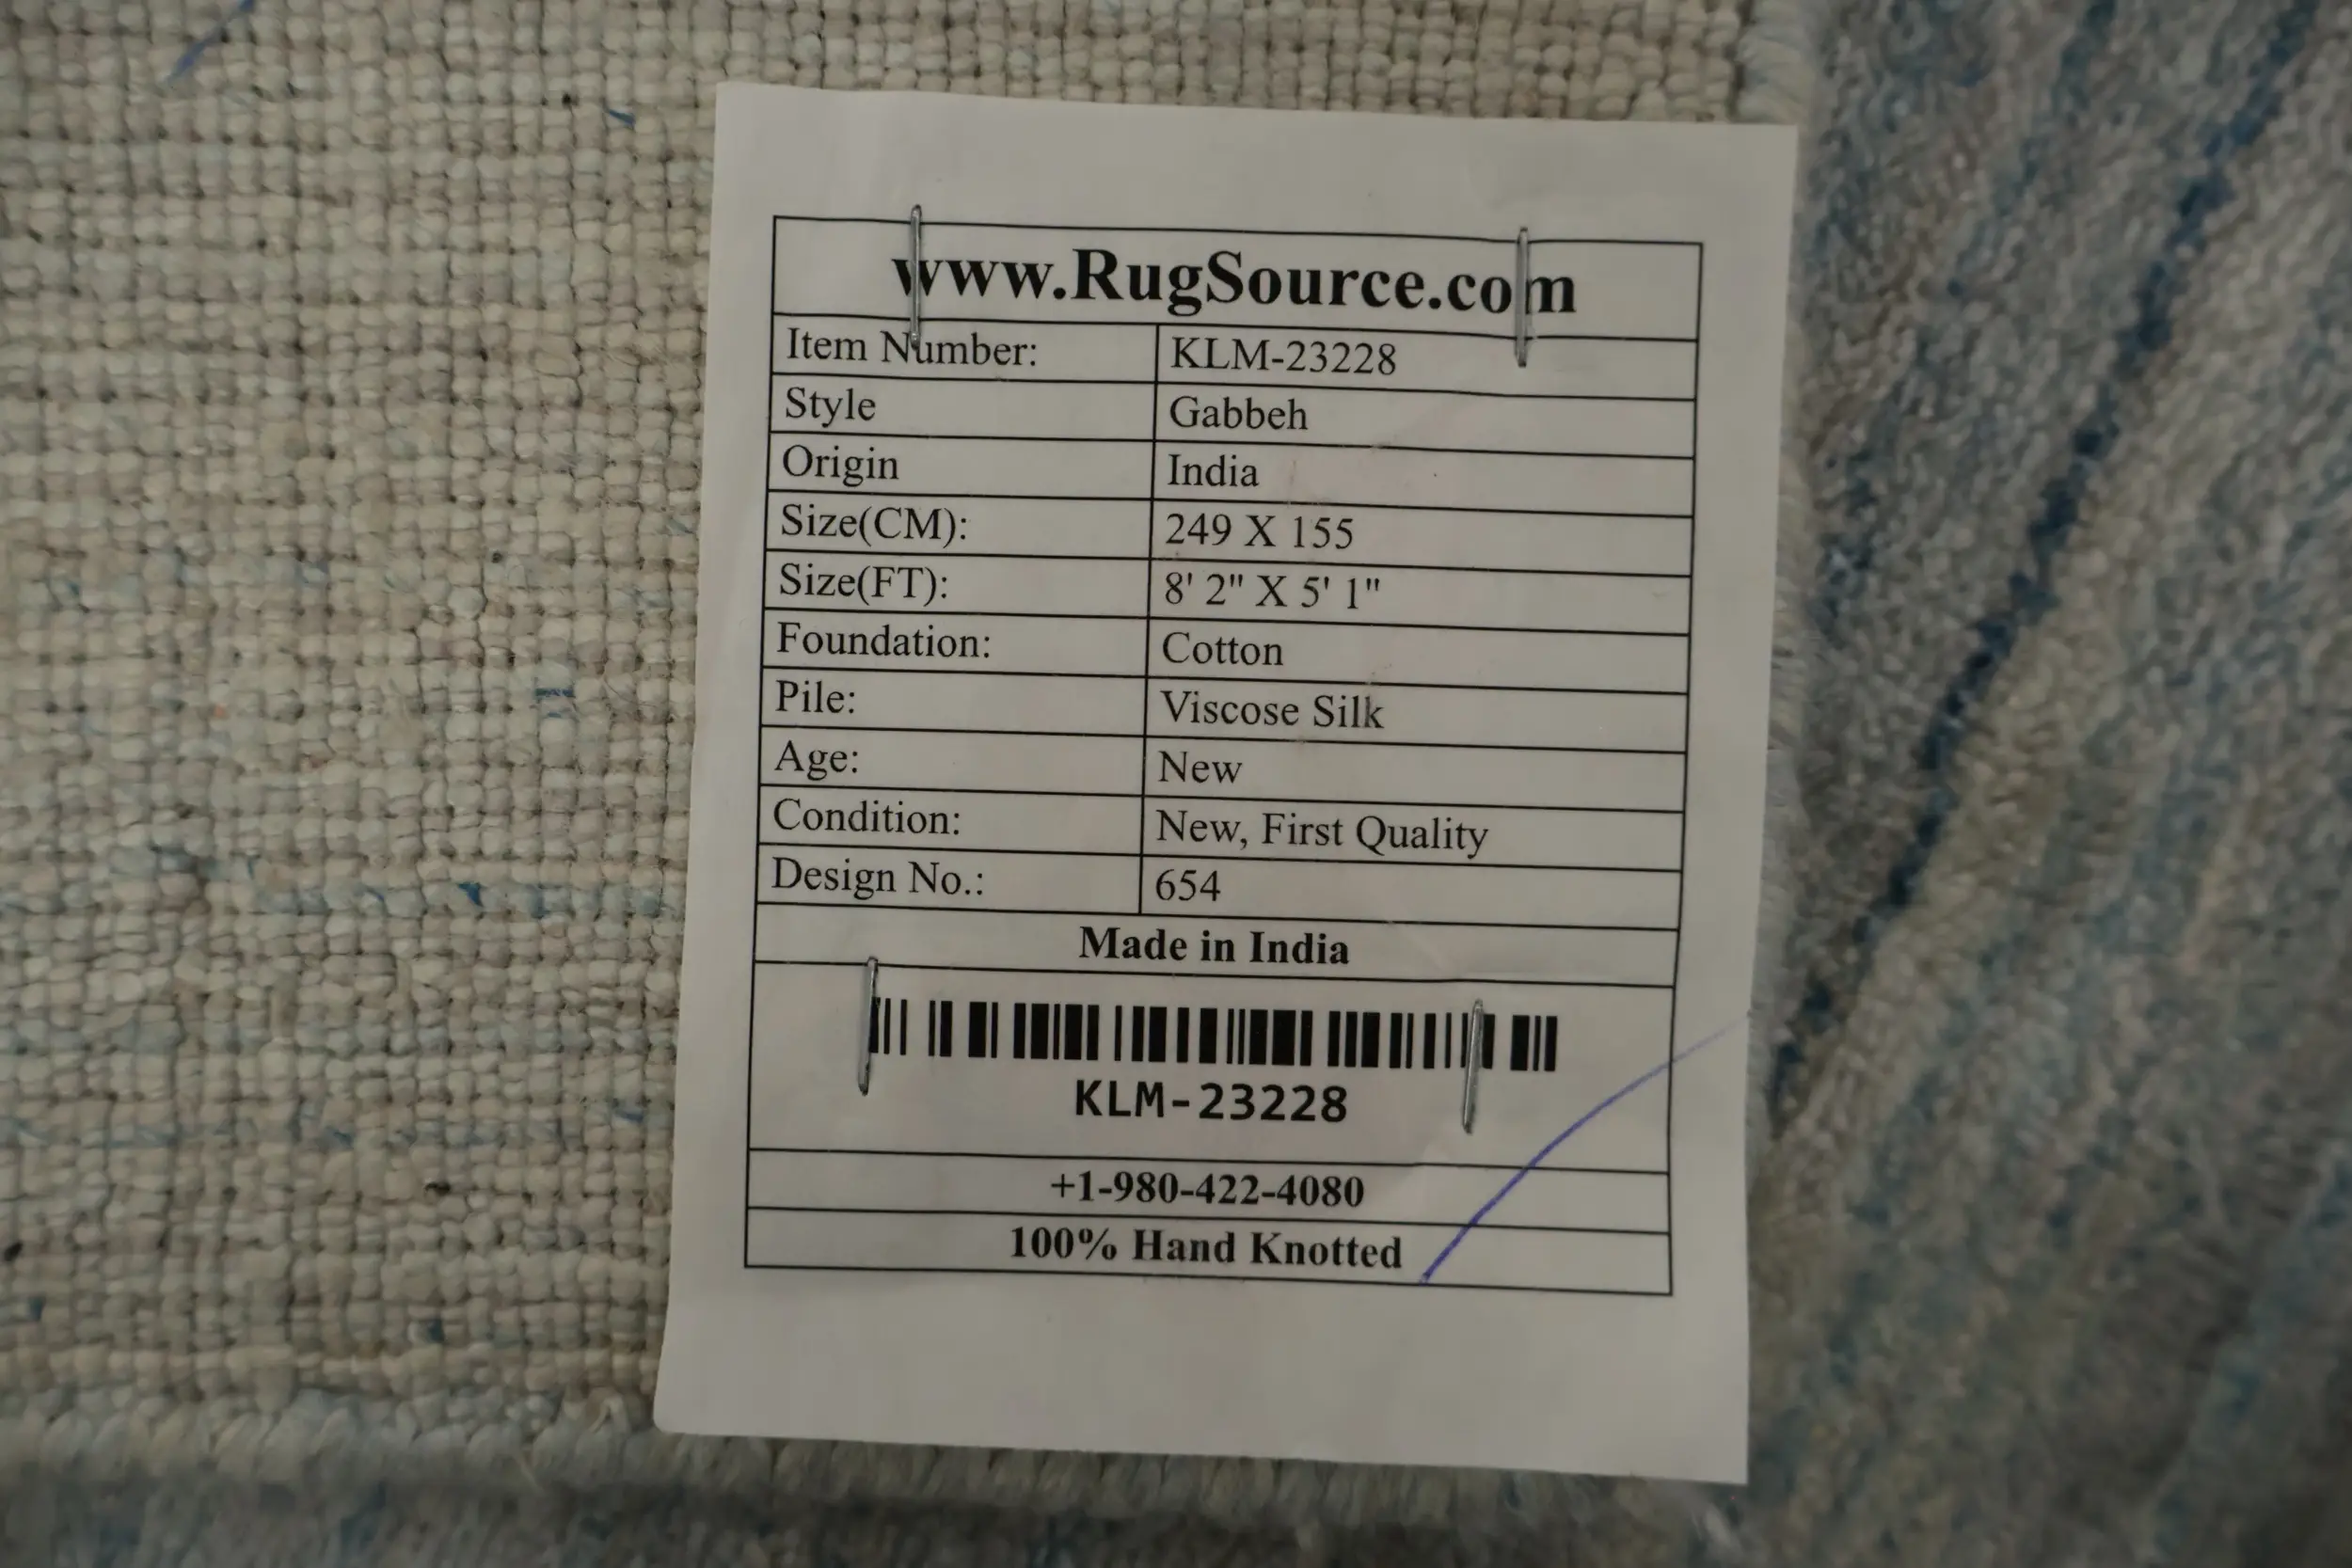 www.RugSource.com
Item Number: KLM-23228
Style Gabbeh
Origin India
Size(CM): 249 X 155
Size(FT): 8' 2" X 5' 1"
Foundation: Cotton
Pile: Viscose Silk
Age: New
Condition: New, First Quality
Design No.: 654
Made in India
KLM-23228
+1-980-422-4080
100% Hand Knotted